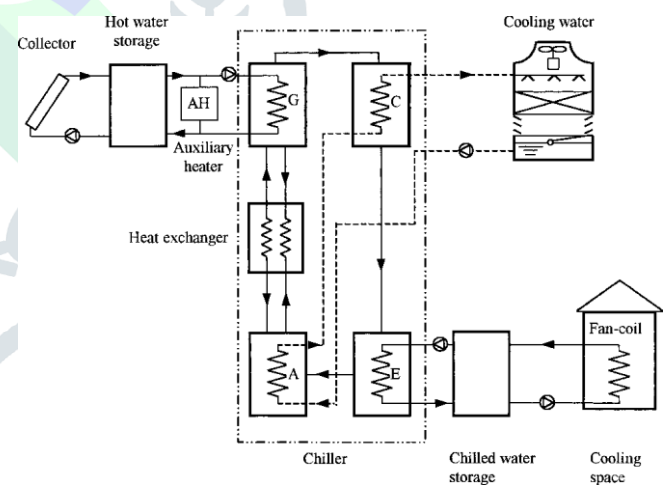 Hot water
storage
Cooling water
Collector
G
C
AH
Auxiliary
heater
Heat exchanger
Fan-coil
A
E
Chiller
Chilled water
storage
Cooling
space